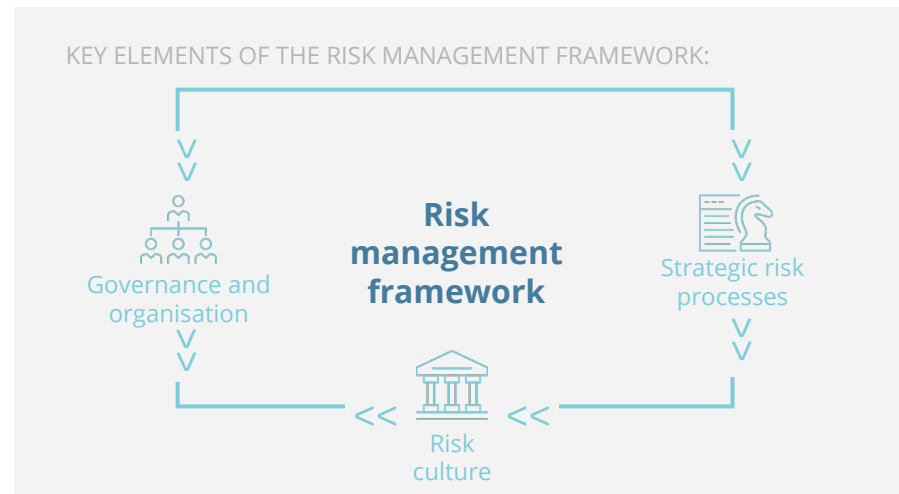 KEY ELEMENTS OF THE RISK MANAGEMENT FRAMEWORK:
Risk
management
framework
Governance and
organisation
Strategic risk
processes
Risk
culture